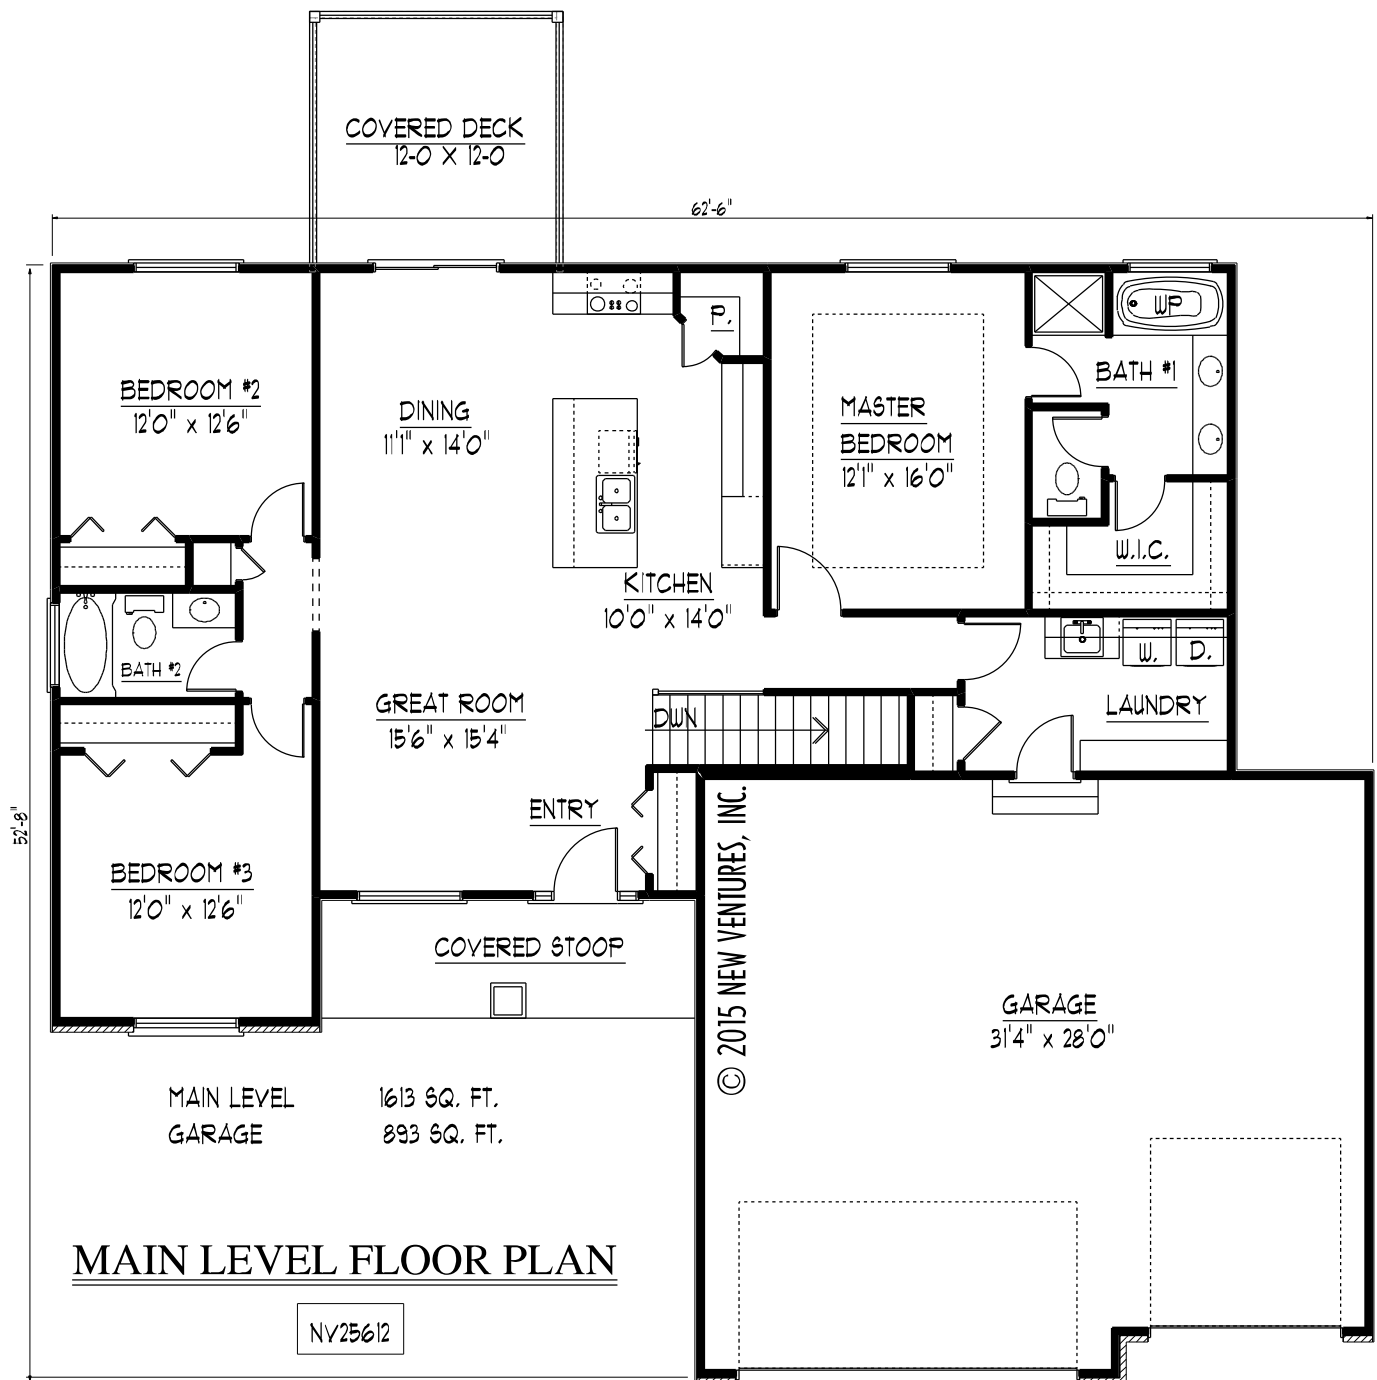 COVERED DECK
12-0 X 12-0
62'-6"
WP
P.
BATH #1
BEDROOM #2
12'0" x 12'6"
DINING
11'1" x 14'0"
MASTER
BEDROOM
12'1" x 16'0"
W.I.C.
KITCHEN
10'0" x 14'0"
BATH #2
W.
D.
GREAT ROOM
15'6" x 15'4"
DWN
LAUNDRY
ENTRY
52'-8"
BEDROOM #3
12'0" x 12'6"
COVERED STOOP
© 2015 NEW VENTURES, INC.
GARAGE
31'4" x 28'0"
MAIN LEVEL 1613 SQ. FT.
GARAGE 893 SQ. FT.
MAIN LEVEL FLOOR PLAN
NV25612